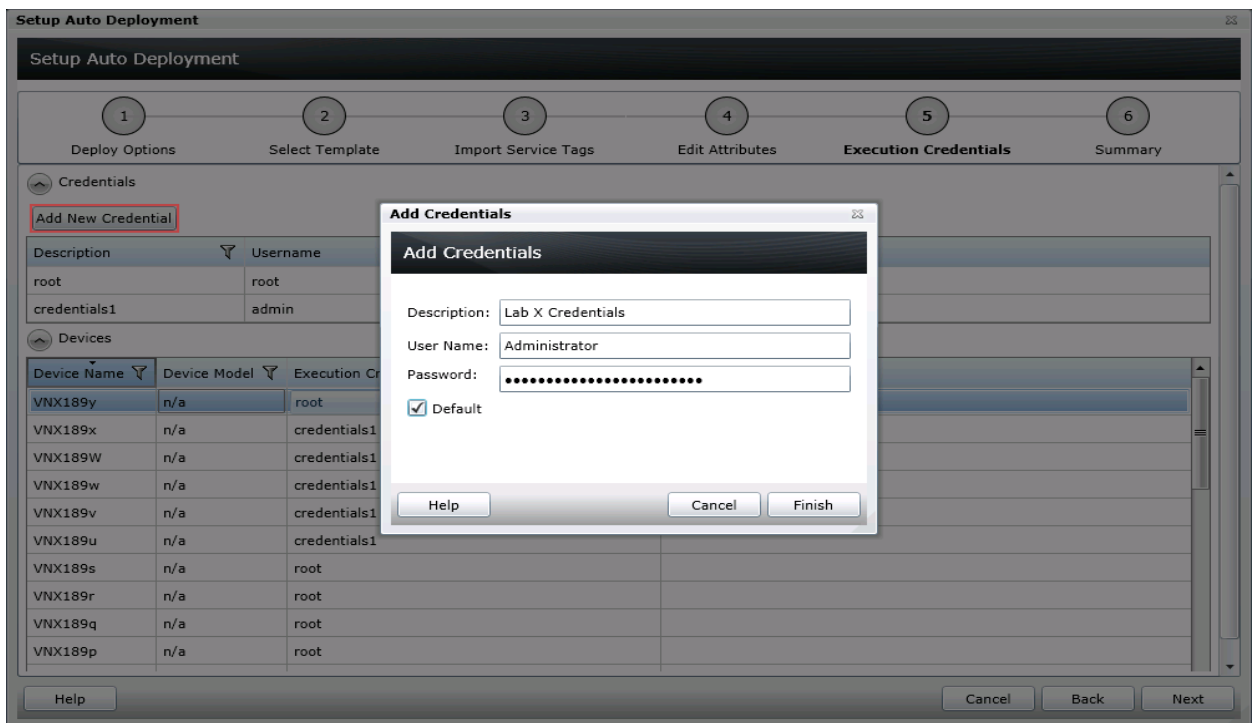 Setup Auto Deployment
Setup Auto Deployment
1 2 3 4 5 6
Deploy Options Select Template Import Service Tags Edit Attributes Execution Credentials Summary
Credentials
Add New Credential
Description Username
root root
credentials1 admin
Devices
Device Name Device Model Execution Cr
VNX189y n/a root
VNX189x n/a credentials1
VNX189W n/a credentials1
VNX189w n/a credentials1
VNX189v n/a credentials1
VNX189u n/a credentials1
VNX189s n/a root
VNX189r n/a root
VNX189q n/a root
VNX189p n/a root
Add Credentials
Add Credentials
Description: Lab X Credentials
User Name: Administrator
Password: ••••••••••••••••••••••••
Default
Help Cancel Finish
Help Cancel Back Next